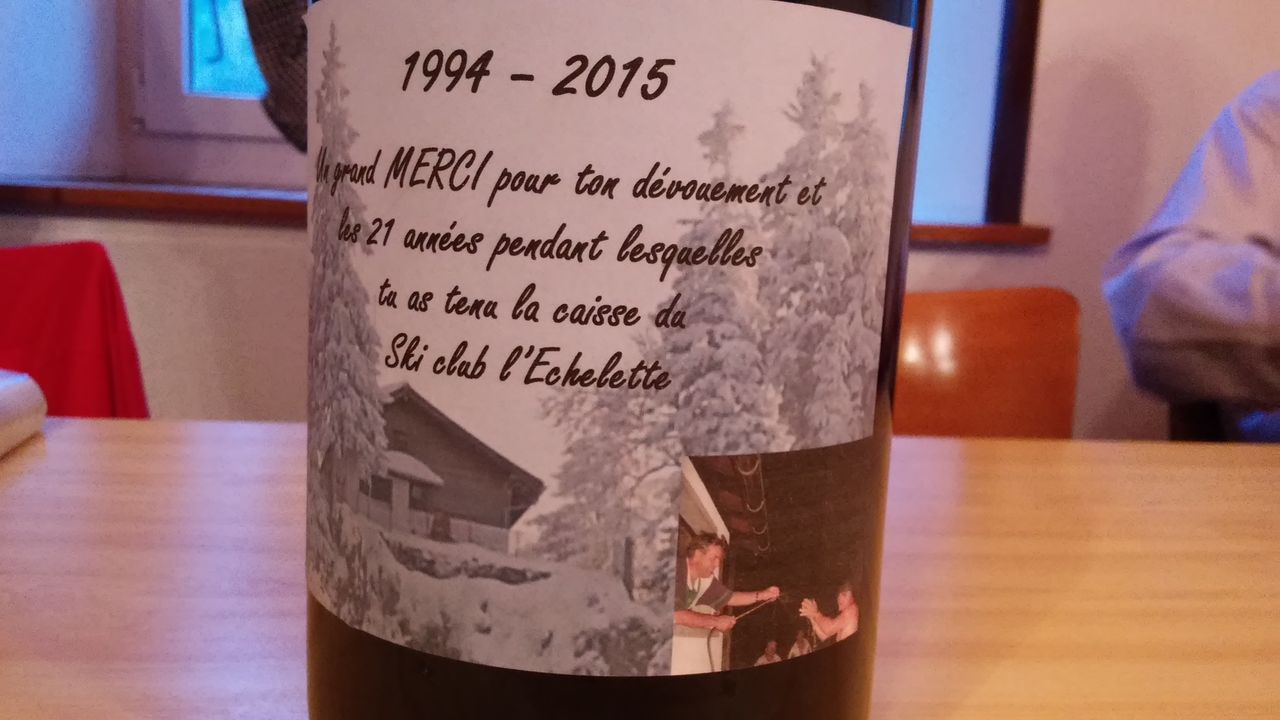 1994 - 2015
Un grand MERCI pour ton dévouement et
les 21 années pendant lesquelles
tu as tenu la caisse du
Ski club l'Echelette